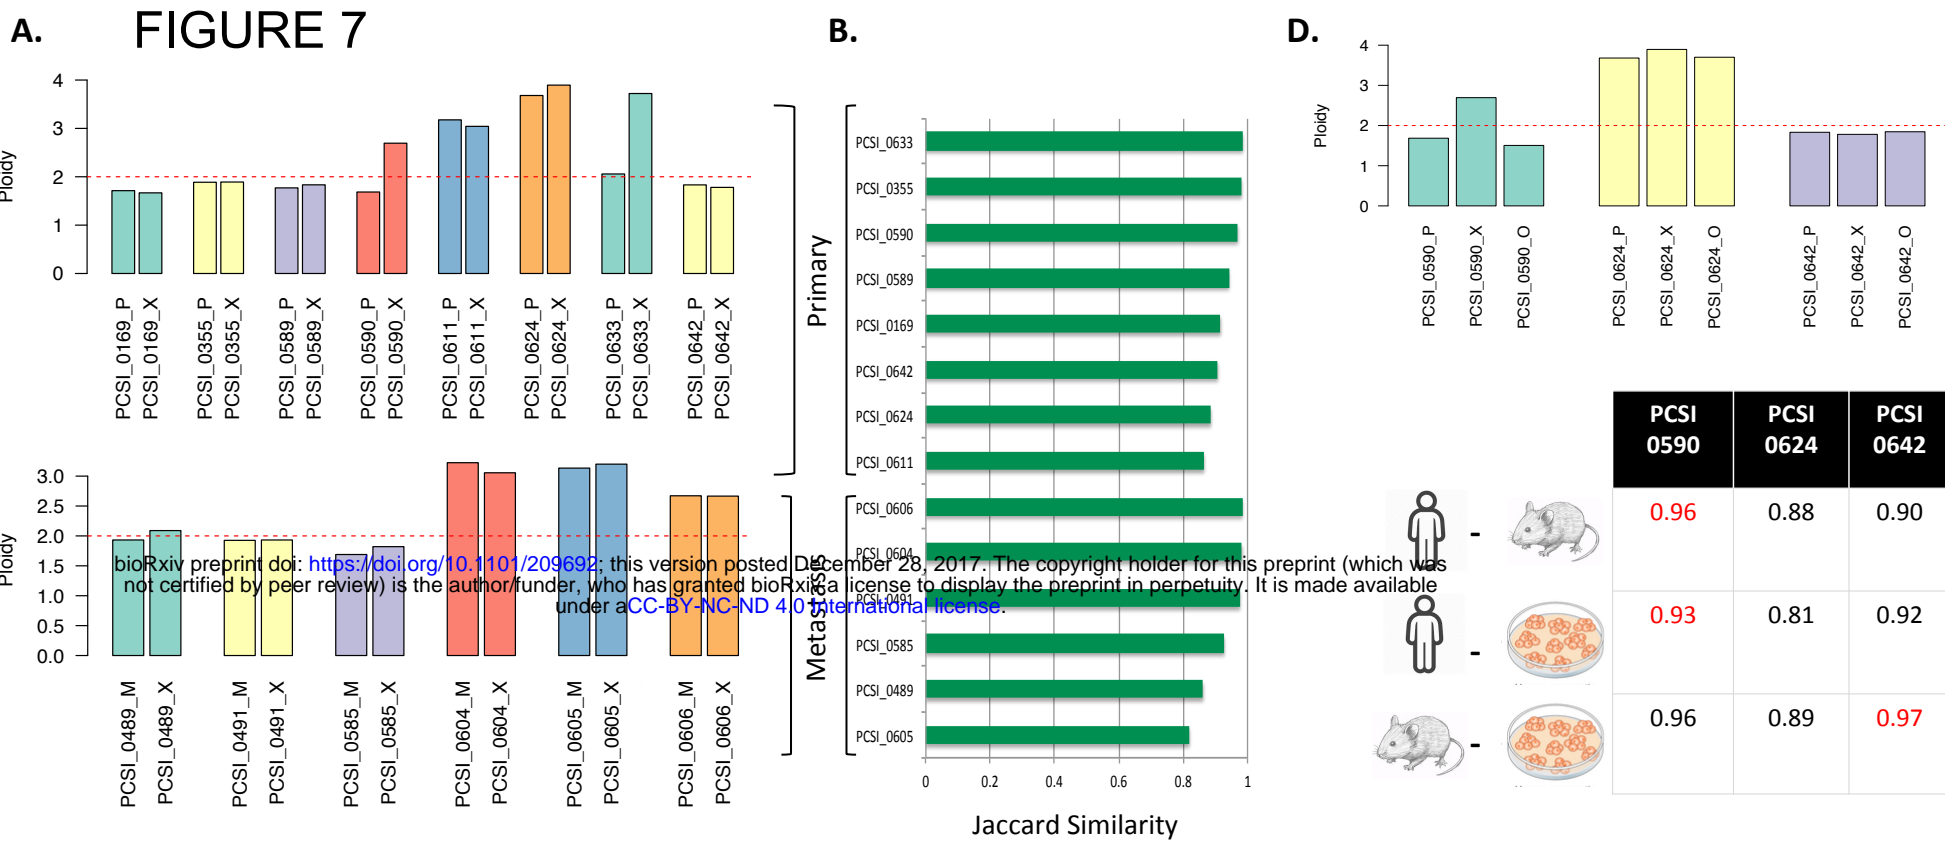 A.
FIGURE 7
B.
D.
4
3
2
1
0
Ploidy
PCSI_0169_P
PCSI_0169_X
PCSI_0355_P
PCSI_0355_X
PCSI_0589_P
PCSI_0589_X
PCSI_0590_P
PCSI_0590_X
PCSI_0611_P
PCSI_0611_X
PCSI_0624_P
PCSI_0624_X
PCSI_0633_P
PCSI_0633_X
PCSI_0642_P
PCSI_0642_X
3.0
2.5
2.0
1.5
1.0
0.5
0.0
Ploidy
PCSI_0489_M
PCSI_0489_X
PCSI_0491_M
PCSI_0491_X
PCSI_0585_M
PCSI_0585_X
PCSI_0604_M
PCSI_0604_X
PCSI_0605_M
PCSI_0605_X
PCSI_0606_M
PCSI_0606_X
Primary
Metastasis
PCSI_0633
PCSI_0355
PCSI_0590
PCSI_0589
PCSI_0169
PCSI_0642
PCSI_0624
PCSI_0611
PCSI_0606
PCSI_0604
PCSI_0491
PCSI_0585
PCSI_0489
PCSI_0605
0 0.2 0.4 0.6 0.8 1
Jaccard Similarity
bioRxiv preprint doi: https://doi.org/10.1101/209692; this version posted December 28, 2017. The copyright holder for this preprint (which was
not certified by peer review) is the author/funder, who has granted bioRxiv a license to display the preprint in perpetuity. It is made available
under aCC-BY-NC-ND 4.0 International license.
4
3
2
1
0
Ploidy
PCSI_0590_P
PCSI_0590_X
PCSI_0590_O
PCSI_0624_P
PCSI_0624_X
PCSI_0624_O
PCSI_0642_P
PCSI_0642_X
PCSI_0642_O
PCSI PCSI PCSI
0590 0624 0642
- 0.96 0.88 0.90
- 0.93 0.81 0.92
- 0.96 0.89 0.97